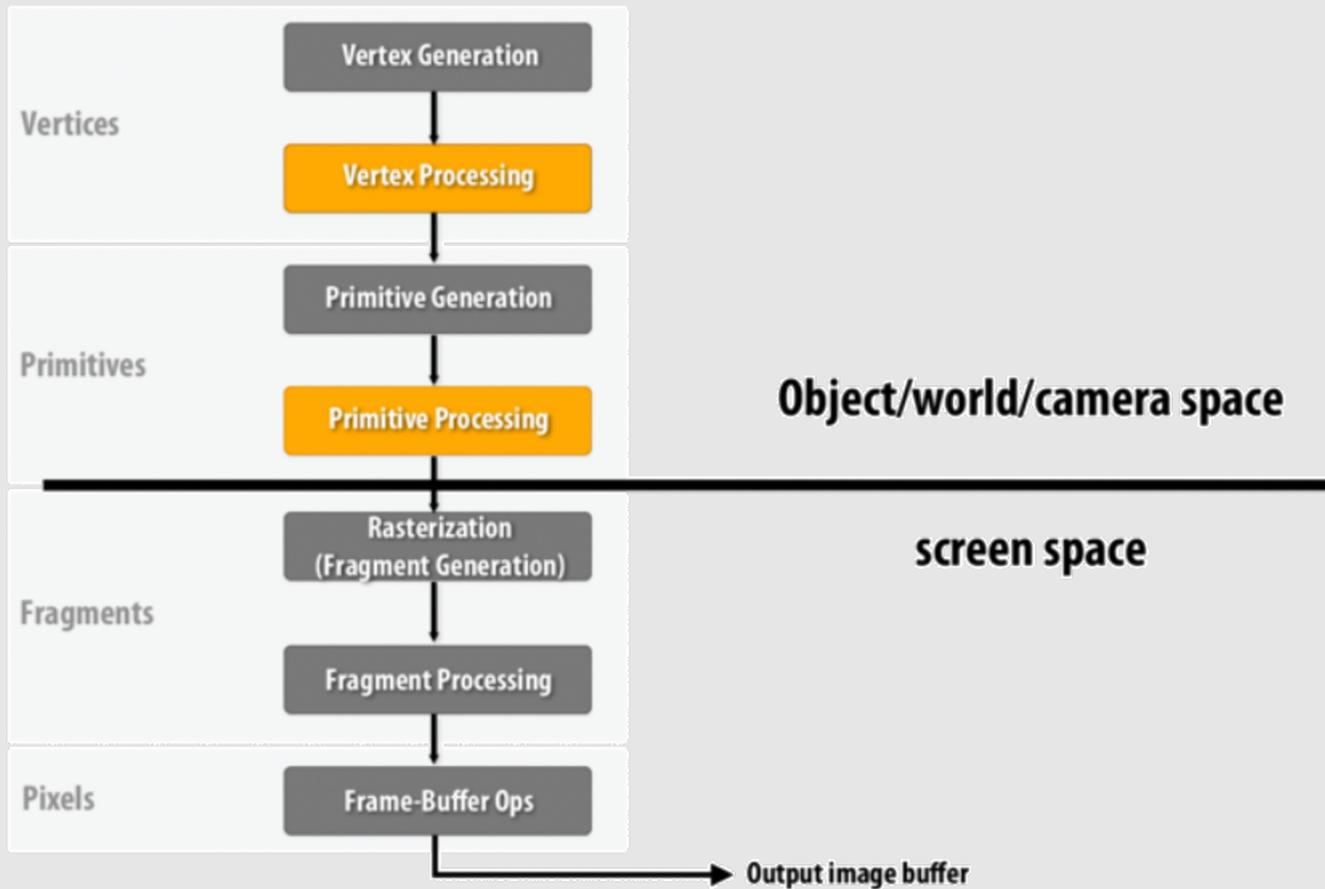 Vertex Generation
Vertices
Vertex Processing
Primitive Generation
Primitives
Primitive Processing
Object/world/camera space
Rasterization
(Fragment Generation)
screen space
Fragments
Fragment Processing
Pixels
Frame-Buffer Ops
Output image buffer